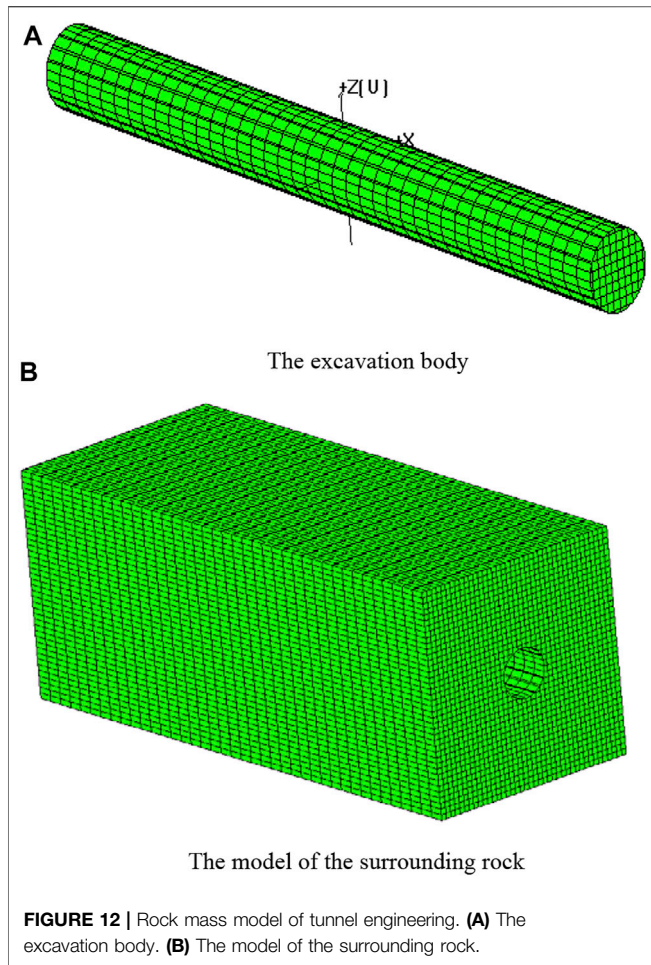 A
+Z(U)
+X
The excavation body
B
The model of the surrounding rock
FIGURE 12 | Rock mass model of tunnel engineering. (A) The
excavation body. (B) The model of the surrounding rock.